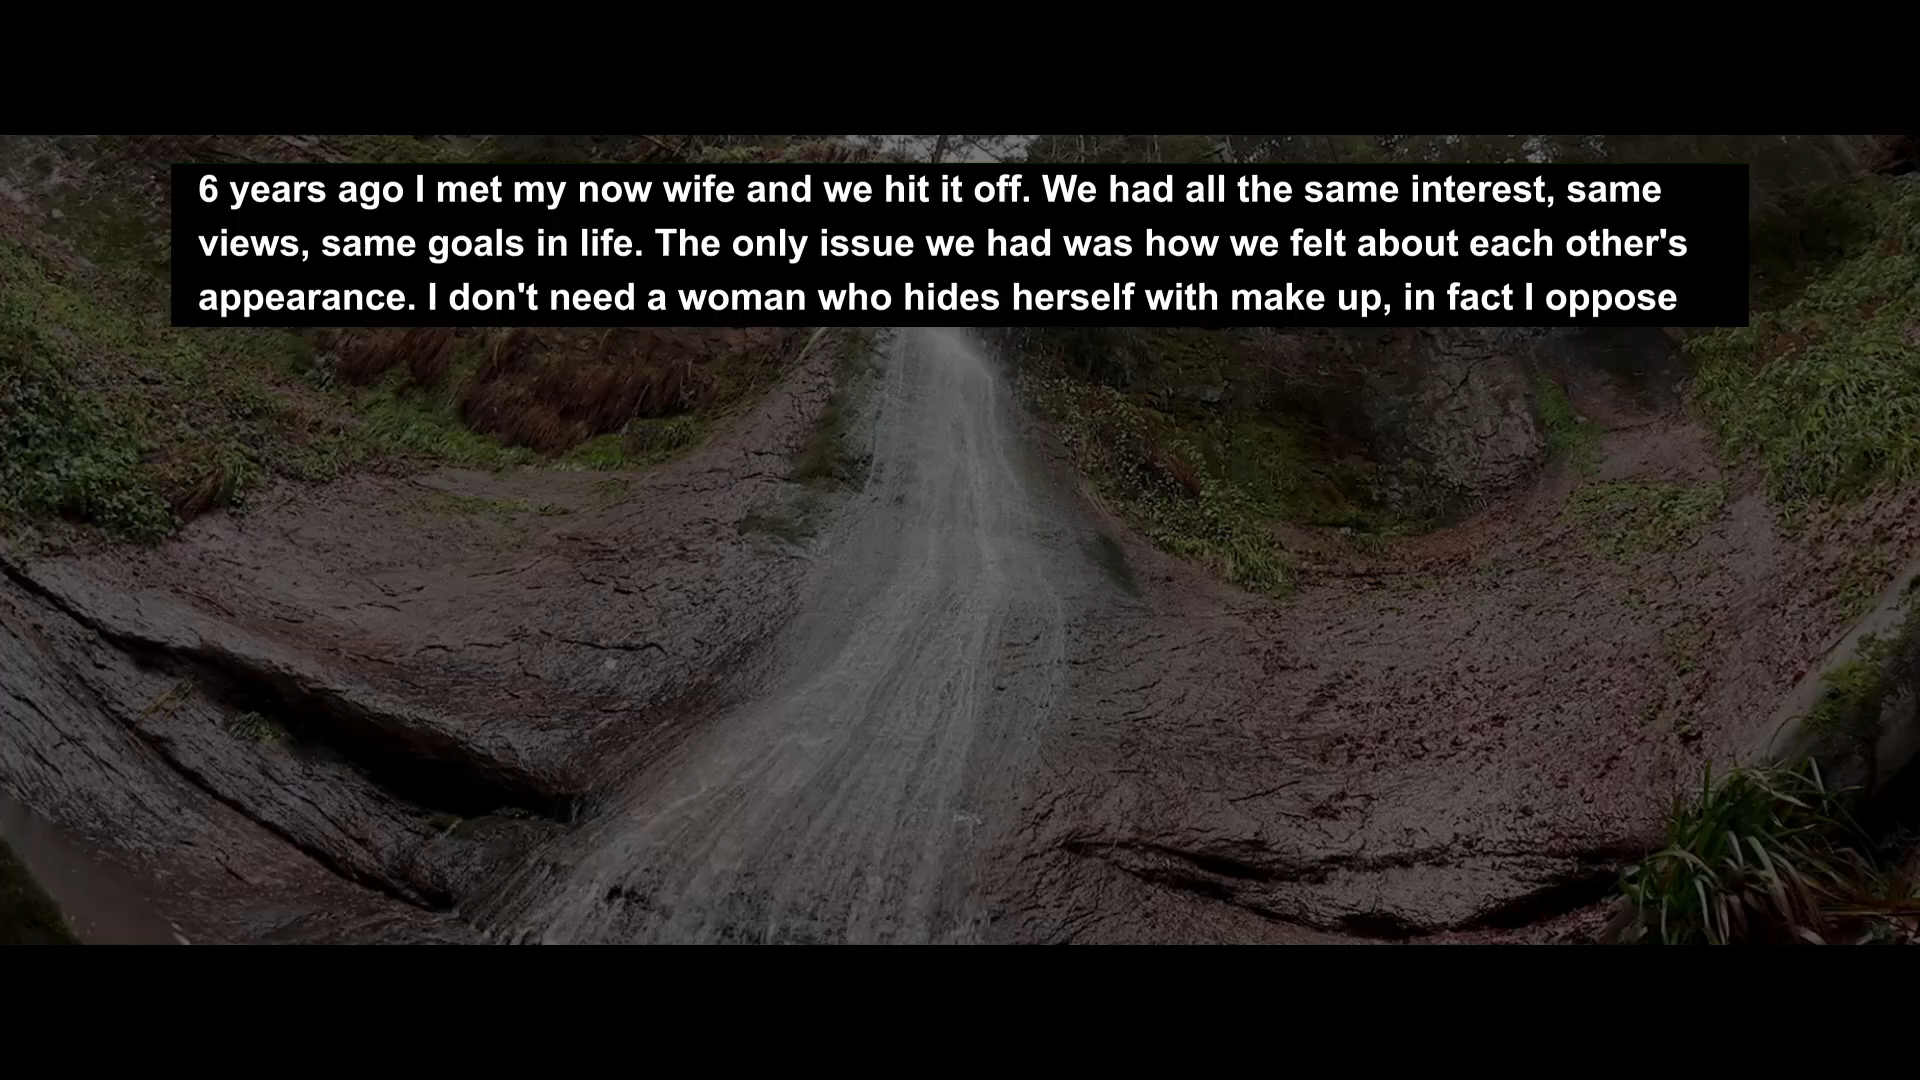 6 years ago I met my now wife and we hit it off. We had all the same interest, same
views, same goals in life. The only issue we had was how we felt about each other's
appearance. I don't need a woman who hides herself with make up, in fact I oppose